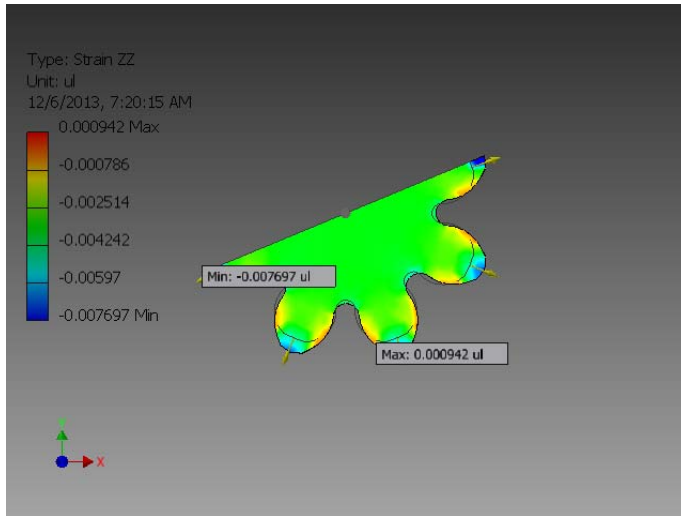 Type: Strain ZZ
Unit: ul
12/6/2013, 7:20:15 AM
0.000942 Max
-0.000786
-0.002514
-0.004242
-0.00597
-0.007697 Min
Min: -0.007697 ul
Max: 0.000942 ul
Y
X